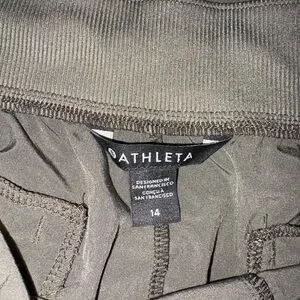 ATHLETA
DESIGNED IN
SAN FRANCISCO
CONÇU À
SAN FRANCISCO
14